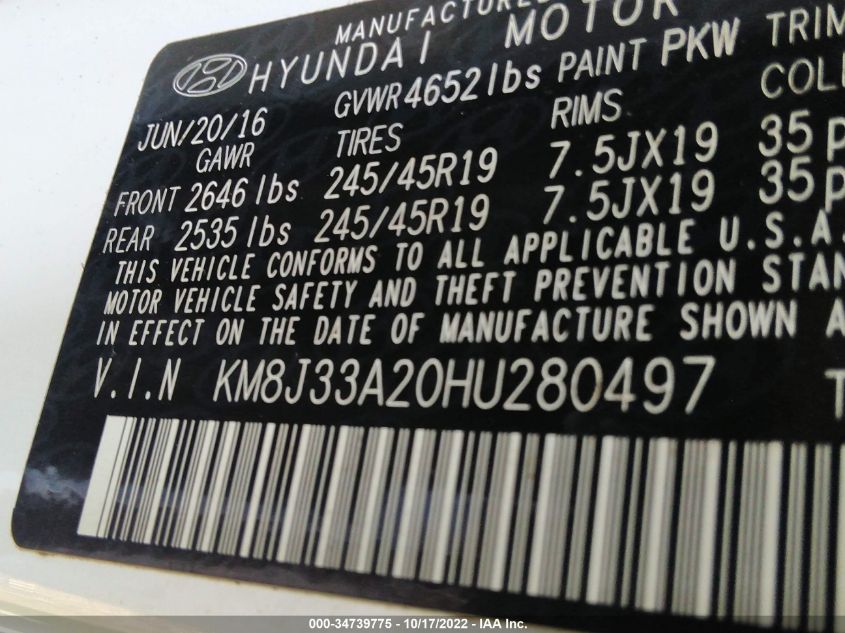 MANUFACTURED
HYUNDAI MOTOR
JUN/20/16 GVWR 4652 lbs PAINT PKW TRIM
GAWR TIRES RIMS
FRONT 2646 lbs 245/45R19 7.5JX19 35
REAR 2535 lbs 245/45R19 7.5JX19 35
THIS VEHICLE CONFORMS TO ALL APPLICABLE U.S.A.
MOTOR VEHICLE SAFETY AND THEFT PREVENTION
IN EFFECT ON THE DATE OF MANUFACTURE SHOWN
V.I.N KM8J33A20HU280497
000-34739775 - 10/17/2022 - IAA Inc.